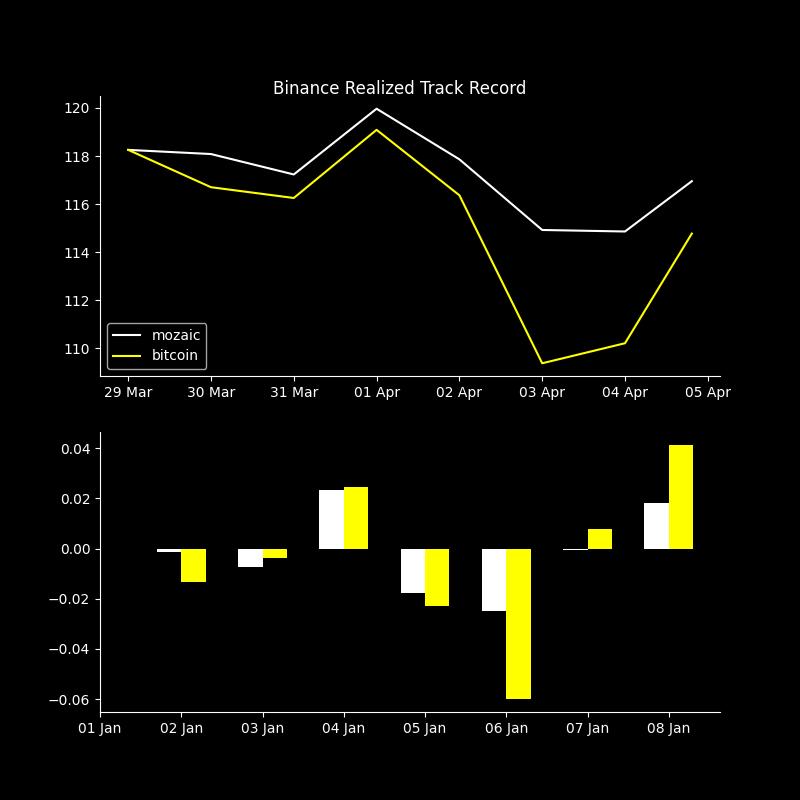 Binance Realized Track Record
120
118
116
114
112
110
mozaic
bitcoin
29 Mar 30 Mar 31 Mar 01 Apr 02 Apr 03 Apr 04 Apr 05 Apr
0.04
0.02
0.00
−0.02
−0.04
−0.06
01 Jan 02 Jan 03 Jan 04 Jan 05 Jan 06 Jan 07 Jan 08 Jan